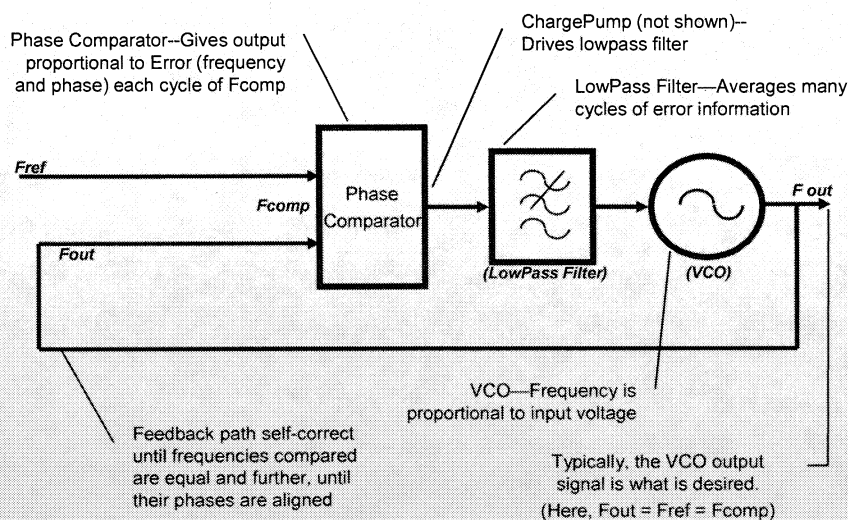 Phase Comparator--Gives output
proportional to Error (frequency
and phase) each cycle of Fcomp
ChargePump (not shown)--
Drives lowpass filter
LowPass Filter—Averages many
cycles of error information
Fref
Fcomp
Phase
Comparator
Fout
(LowPass Filter)
(VCO)
F out
VCO—Frequency is
proportional to input voltage
Feedback path self-correct
until frequencies compared
are equal and further, until
their phases are aligned
Typically, the VCO output
signal is what is desired.
(Here, Fout = Fref = Fcomp)